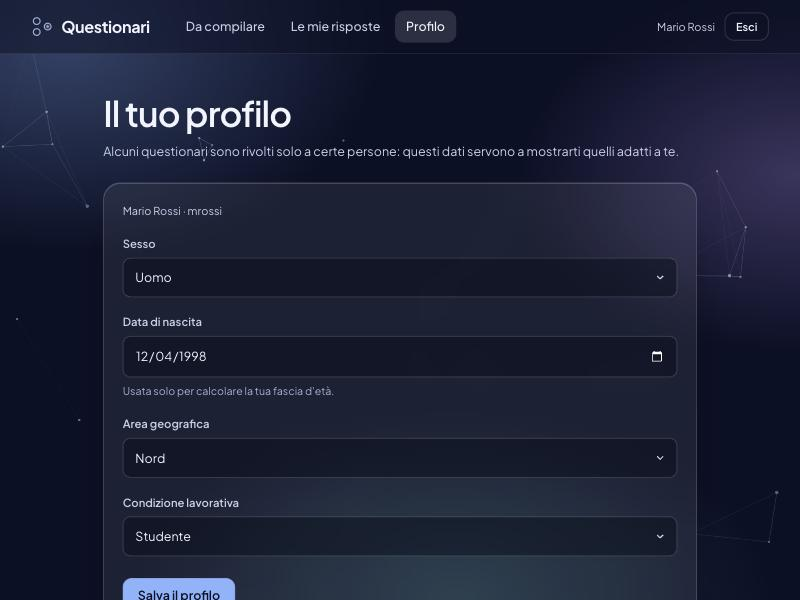 Questionari
Da compilare
Le mie risposte
Profilo
Mario Rossi
Esci
Il tuo profilo
Alcuni questionari sono rivolti solo a certe persone: questi dati servono a mostrarti quelli adatti a te.
Mario Rossi · mrossi
Sesso
Uomo
Data di nascita
12/04/1998
Usata solo per calcolare la tua fascia d'età.
Area geografica
Nord
Condizione lavorativa
Studente
Salva il profilo